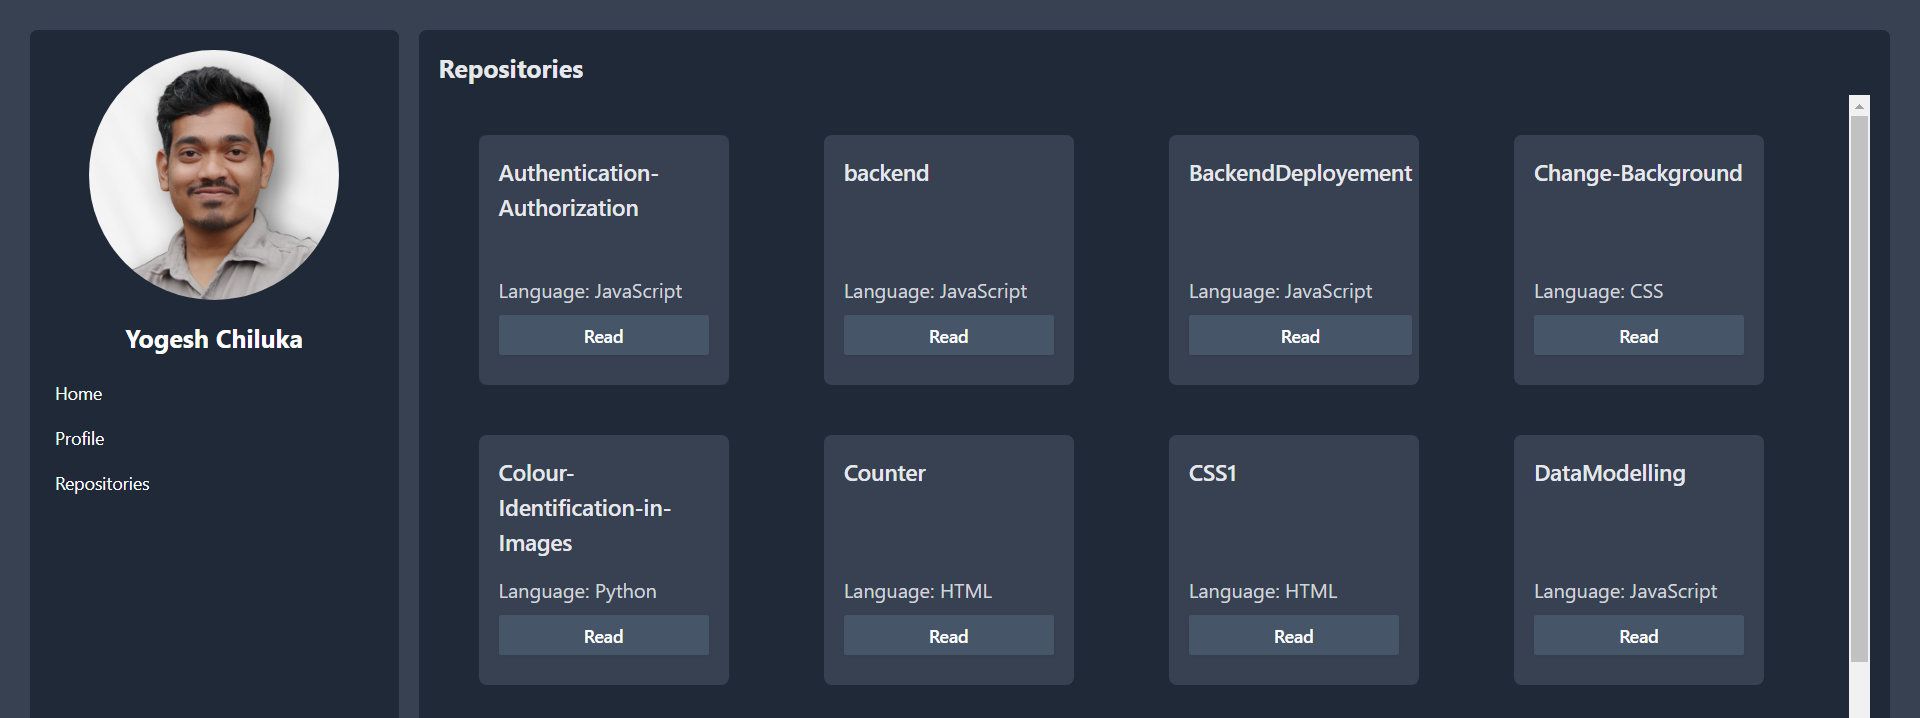 Yogesh Chiluka
Home
Profile
Repositories
Repositories
Authentication-
Authorization
Language: JavaScript
Read
backend
Language: JavaScript
Read
BackendDeployement
Language: JavaScript
Read
Change-Background
Language: CSS
Read
Colour-
Identification-in-
Images
Language: Python
Read
Counter
Language: HTML
Read
CSS1
Language: HTML
Read
DataModelling
Language: JavaScript
Read